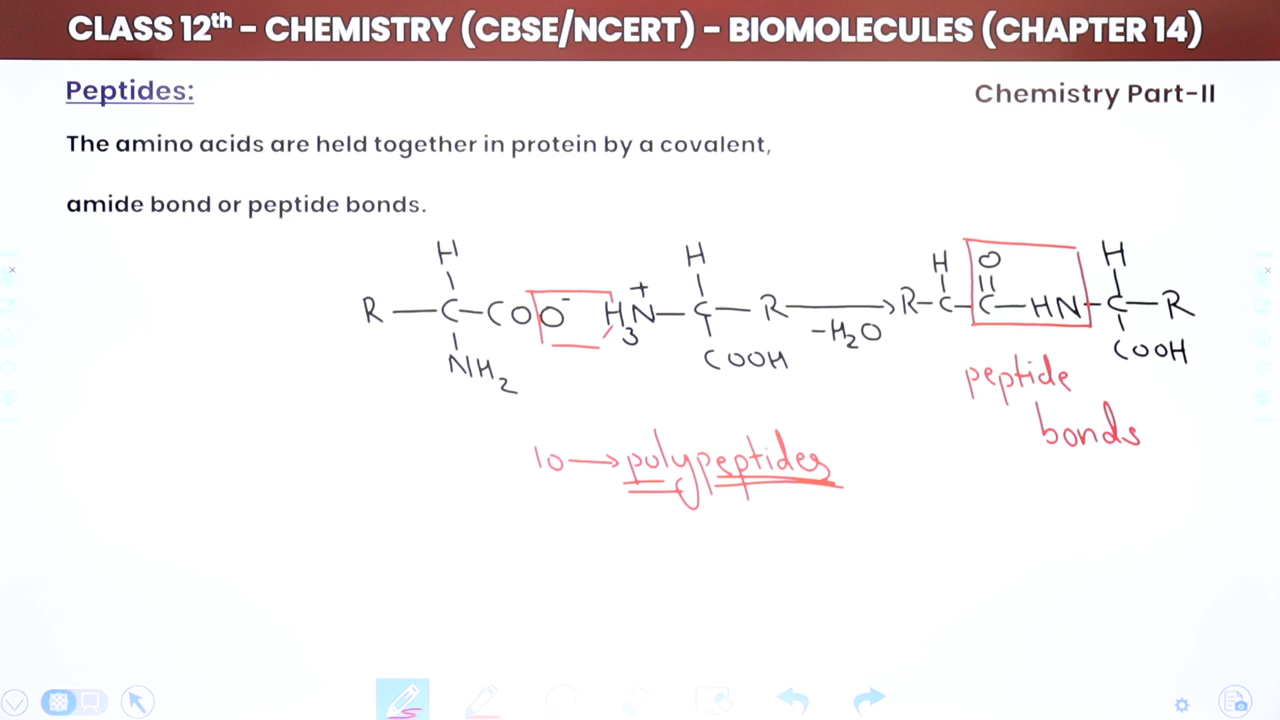 CLASS 12th - CHEMISTRY (CBSE/NCERT) - BIOMOLECULES (CHAPTER 14)
Peptides:
Chemistry Part-II
The amino acids are held together in protein by a covalent,
amide bond or peptide bonds.
H H H O H
R — C — COO⁻ H₃N⁺ — C — R ⟶ R — C — C — HN — C — R
NH₂ COOH -H₂O COOH
peptide
bonds
10 ⟶ polypeptides